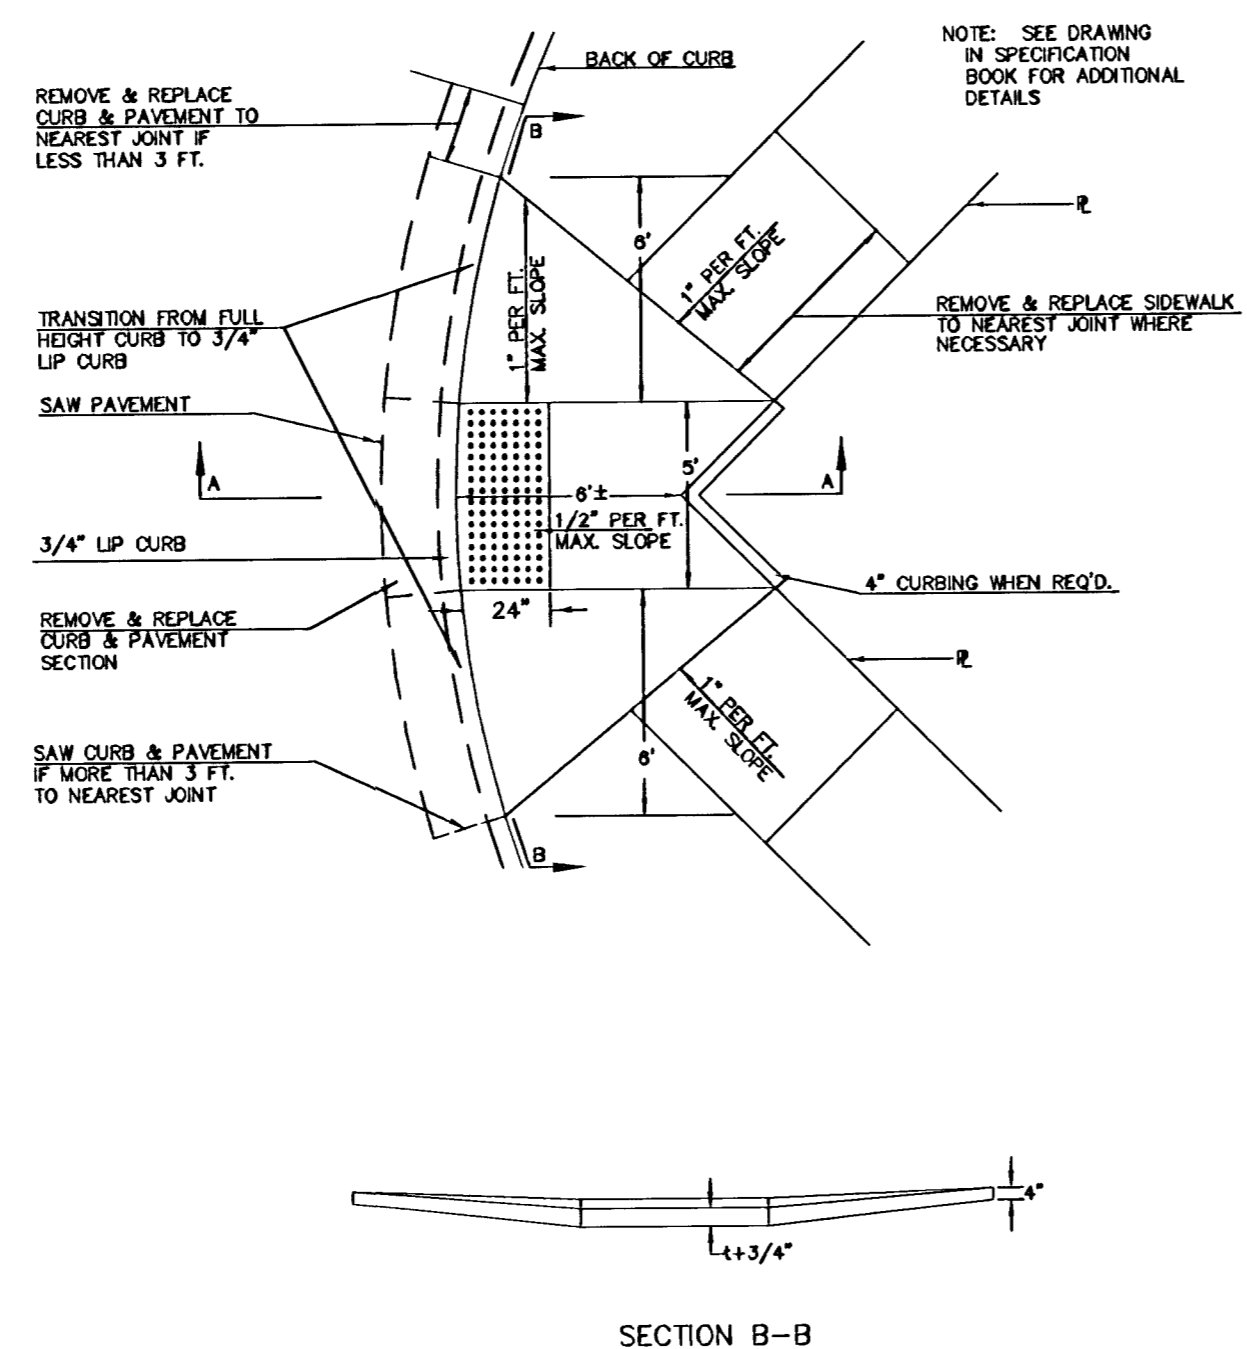 NOTE: SEE DRAWING
IN SPECIFICATION
BOOK FOR ADDITIONAL
DETAILS
BACK OF CURB
REMOVE & REPLACE
CURB & PAVEMENT TO
NEAREST JOINT IF
LESS THAN 3 FT.
B
6'
1" PER FT.
MAX. SLOPE
PL
1" PER FT.
MAX. SLOPE
REMOVE & REPLACE SIDEWALK
TO NEAREST JOINT WHERE
NECESSARY
TRANSITION FROM FULL
HEIGHT CURB TO 3/4"
LIP CURB
SAW PAVEMENT
A
6'±
5'
A
1/2" PER FT.
MAX. SLOPE
3/4" LIP CURB
4" CURBING WHEN REQ'D.
24"
REMOVE & REPLACE
CURB & PAVEMENT
SECTION
PL
1" PER FT.
MAX. SLOPE
6'
SAW CURB & PAVEMENT
IF MORE THAN 3 FT.
TO NEAREST JOINT
B
4"
t+3/4"
SECTION B-B